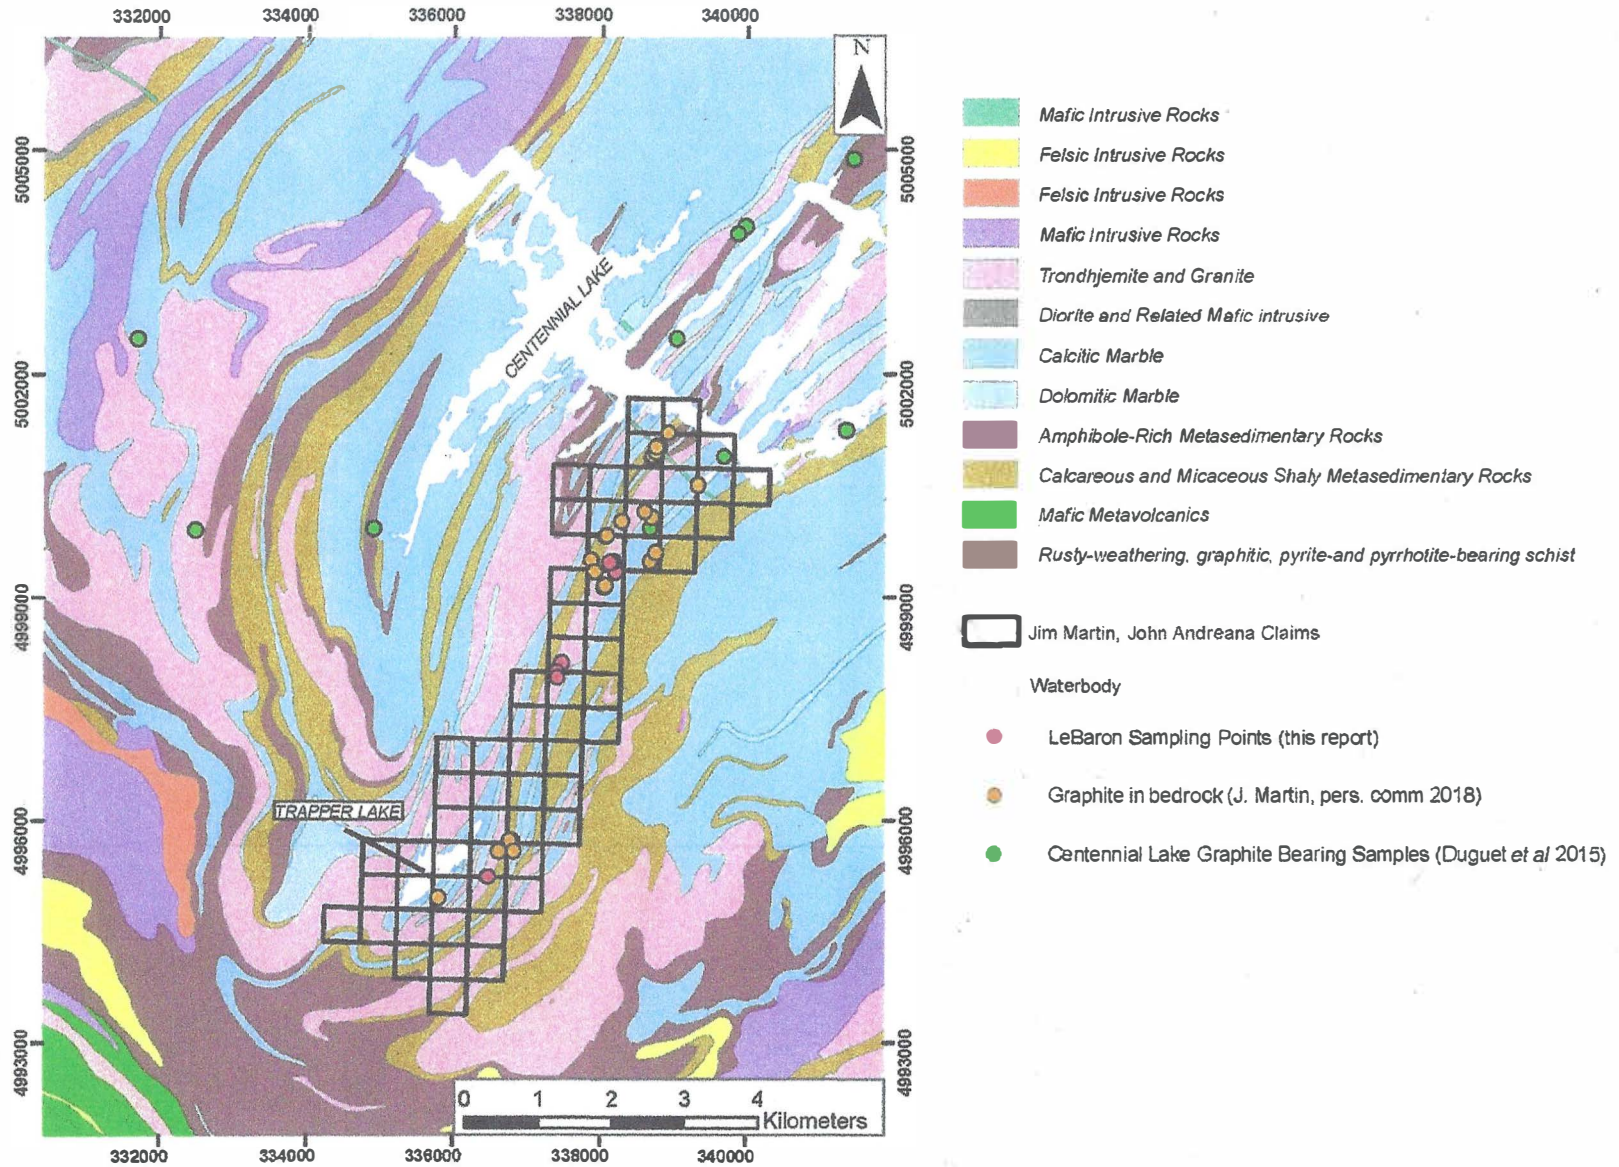 332000 334000 336000 338000 340000
N
5005000 5005000
5002000 5002000
4999000 4999000
4996000 4996000
4993000 4993000
CENTENNIAL LAKE
TRAPPER LAKE
0 1 2 3 4
Kilometers
332000 334000 336000 338000 340000
Mafic Intrusive Rocks
Felsic Intrusive Rocks
Felsic Intrusive Rocks
Mafic Intrusive Rocks
Trondhjemite and Granite
Diorite and Related Mafic intrusive
Calcitic Marble
Dolomitic Marble
Amphibole-Rich Metasedimentary Rocks
Calcareous and Micaceous Shaly Metasedimentary Rocks
Mafic Metavolcanics
Rusty-weathering, graphitic, pyrite-and pyrrhotite-bearing schist
Jim Martin, John Andreana Claims
Waterbody
LeBaron Sampling Points (this report)
Graphite in bedrock (J. Martin, pers. comm 2018)
Centennial Lake Graphite Bearing Samples (Duguet et al 2015)